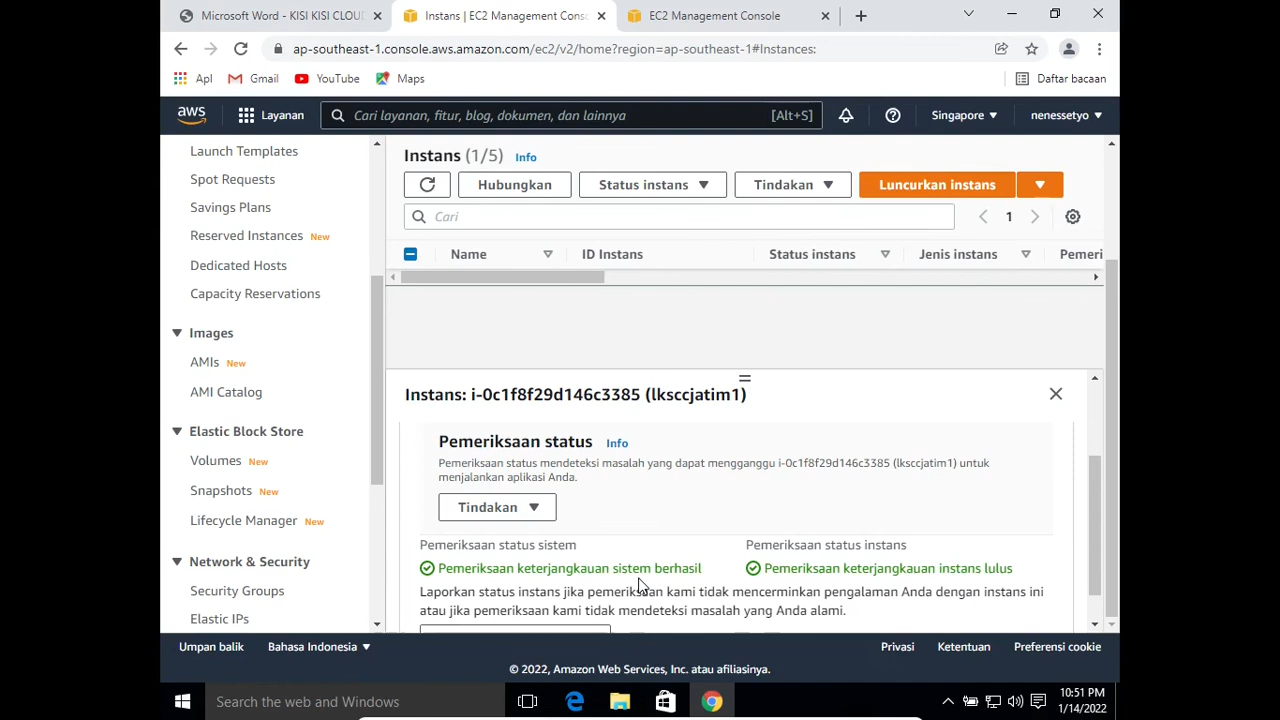 Microsoft Word - KISI KISI CLOUD
Instans | EC2 Management Conso
EC2 Management Console
ap-southeast-1.console.aws.amazon.com/ec2/v2/home?region=ap-southeast-1#Instances:
Apl
Gmail
YouTube
Maps
Daftar bacaan
aws
Layanan
Cari layanan, fitur, blog, dokumen, dan lainnya
[Alt+S]
Singapore
nenessetyo
Launch Templates
Spot Requests
Savings Plans
Reserved Instances New
Dedicated Hosts
Capacity Reservations
Images
AMIs New
AMI Catalog
Elastic Block Store
Volumes New
Snapshots New
Lifecycle Manager New
Network & Security
Security Groups
Elastic IPs
Instans (1/5) Info
Hubungkan
Status instans
Tindakan
Luncurkan instans
Cari
1
Name
ID Instans
Status instans
Jenis instans
Pemeri
Instans: i-0c1f8f29d146c3385 (lksccjatim1)
Pemeriksaan status Info
Pemeriksaan status mendeteksi masalah yang dapat mengganggu i-0c1f8f29d146c3385 (lksccjatim1) untuk
menjalankan aplikasi Anda.
Tindakan
Pemeriksaan status sistem
Pemeriksaan status instans
Pemeriksaan keterjangkauan sistem berhasil
Pemeriksaan keterjangkauan instans lulus
Laporkan status instans jika pemeriksaan kami tidak mencerminkan pengalaman Anda dengan instans ini
atau jika pemeriksaan kami tidak mendeteksi masalah yang Anda alami.
Umpan balik
Bahasa Indonesia
Privasi
Ketentuan
Preferensi cookie
© 2022, Amazon Web Services, Inc. atau afiliasinya.
Search the web and Windows
10:51 PM
1/14/2022